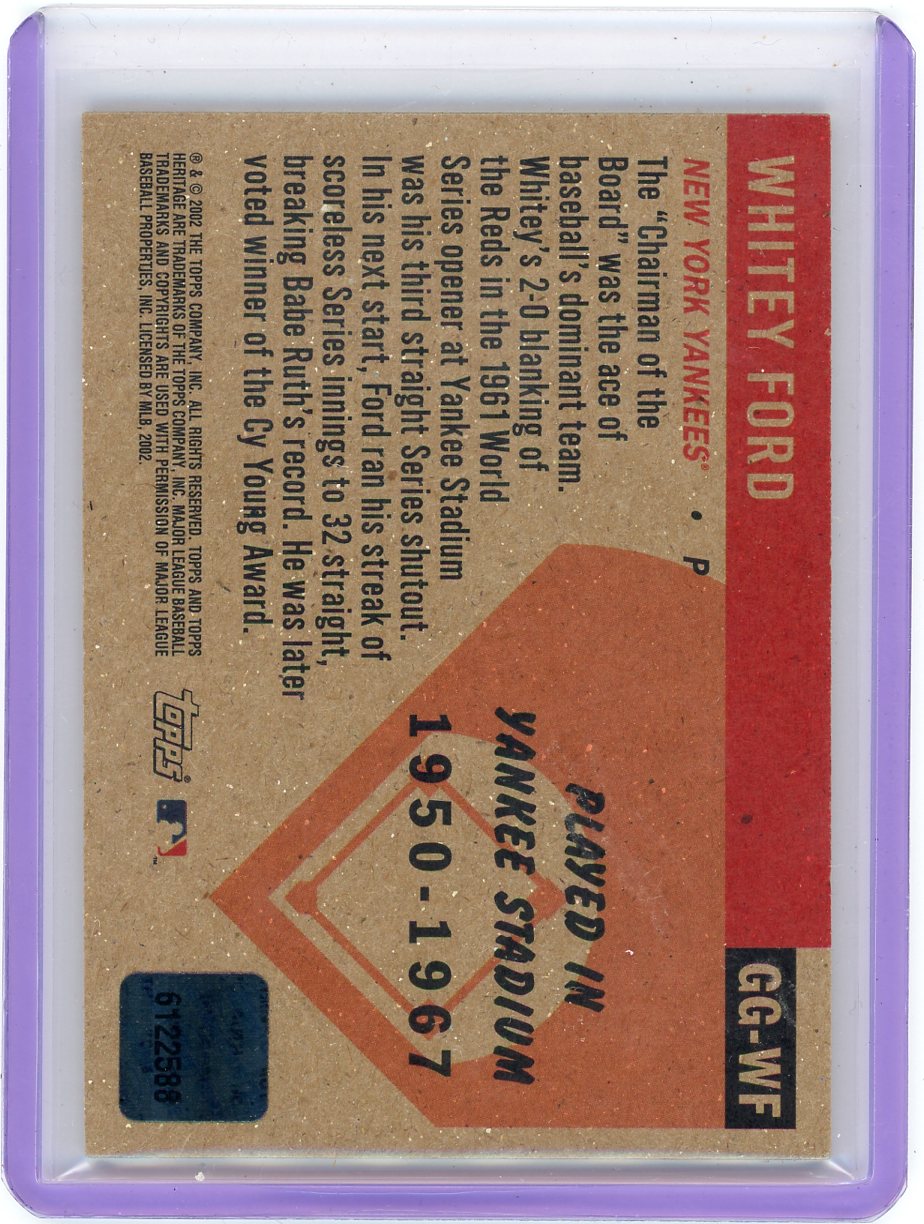 WHITEY FORD
GG-WF
NEW YORK YANKEES® • P
The "Chairman of the
Board" was the ace of
baseball's dominant team.
Whitey's 2-0 blanking of
the Reds in the 1961 World
Series opener at Yankee Stadium
was his third straight Series shutout.
In his next start, Ford ran his streak of
scoreless Series innings to 32 straight,
breaking Babe Ruth's record. He was later
voted winner of the Cy Young Award.
PLAYED IN
YANKEE STADIUM
1950-1967
® & © 2002 THE TOPPS COMPANY, INC. ALL RIGHTS RESERVED. TOPPS AND TOPPS
HERITAGE ARE TRADEMARKS OF THE TOPPS COMPANY, INC. MAJOR LEAGUE BASEBALL
TRADEMARKS AND COPYRIGHTS ARE USED WITH PERMISSION OF MAJOR LEAGUE
BASEBALL PROPERTIES, INC. LICENSED BY MLB, 2002.
topps®
™
6122588